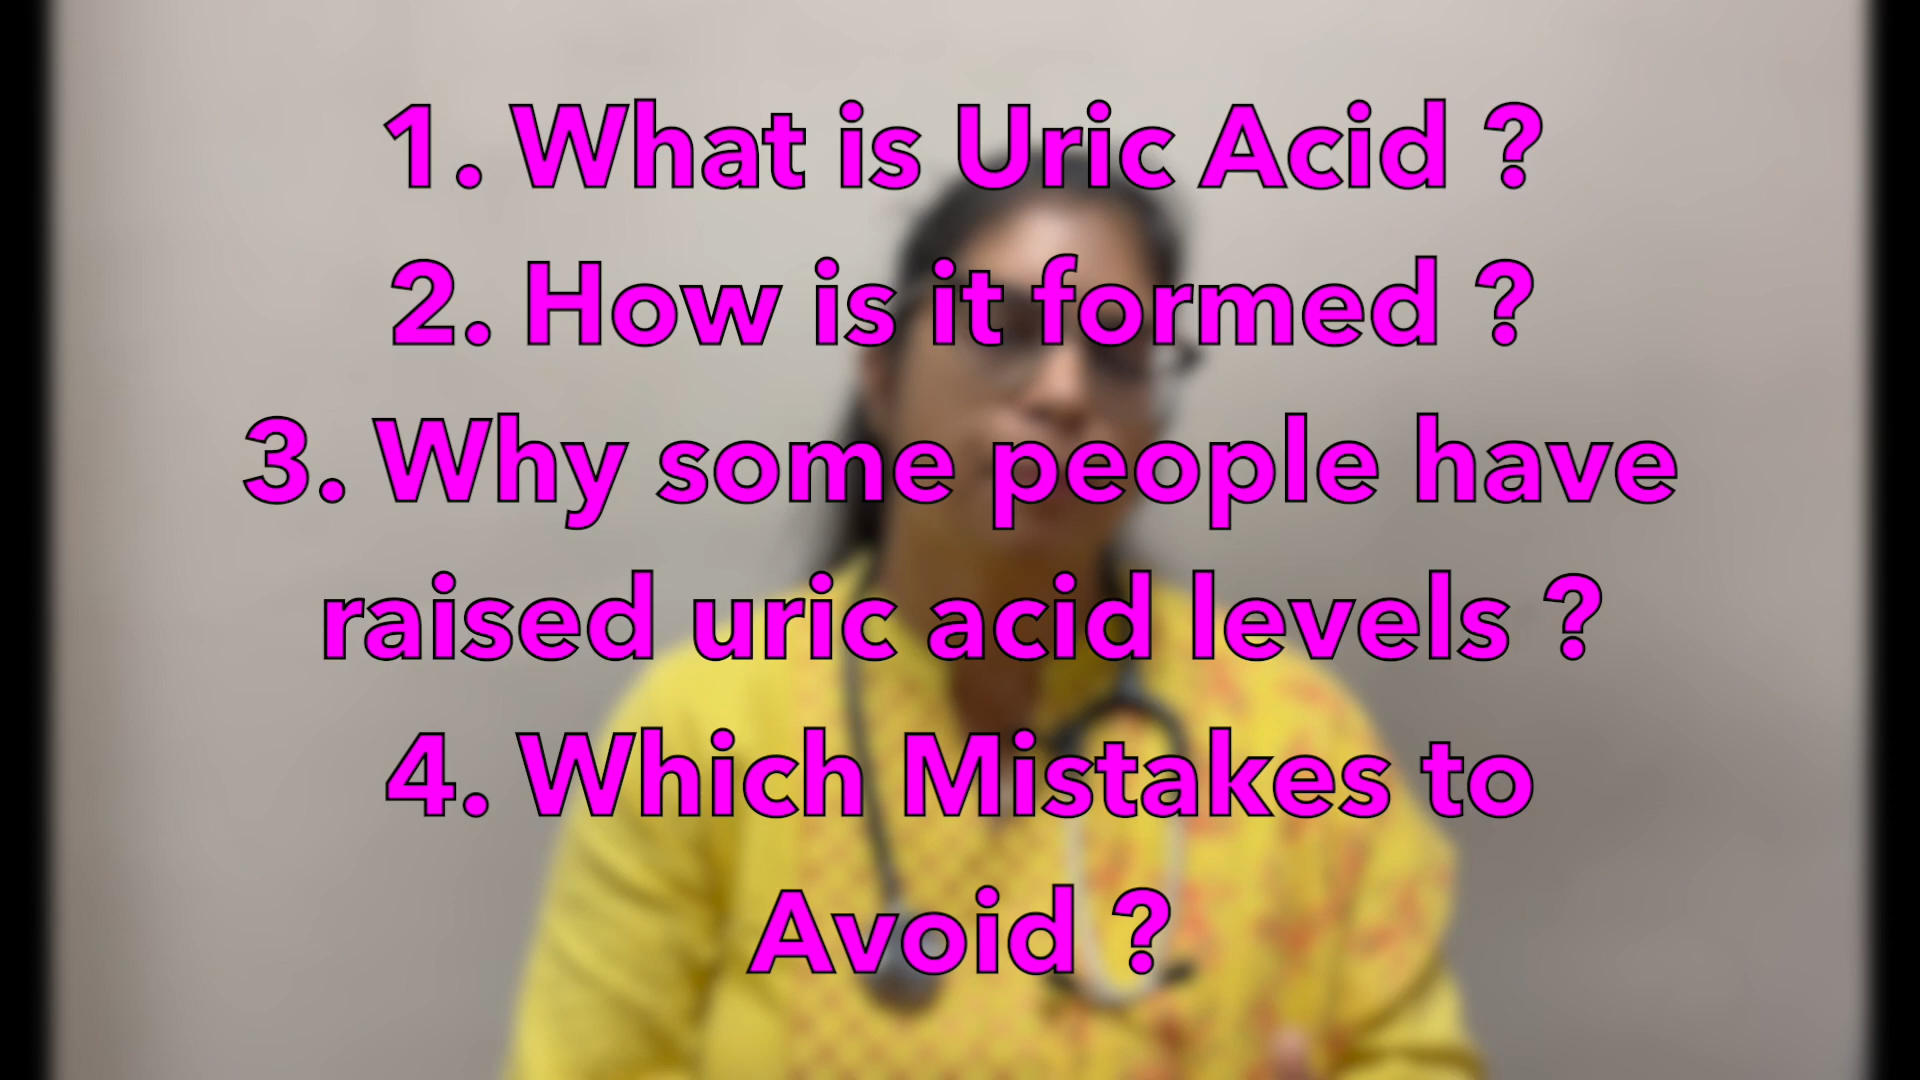 1. What is Uric Acid ?
2. How is it formed ?
3. Why some people have
raised uric acid levels ?
4. Which Mistakes to
Avoid ?